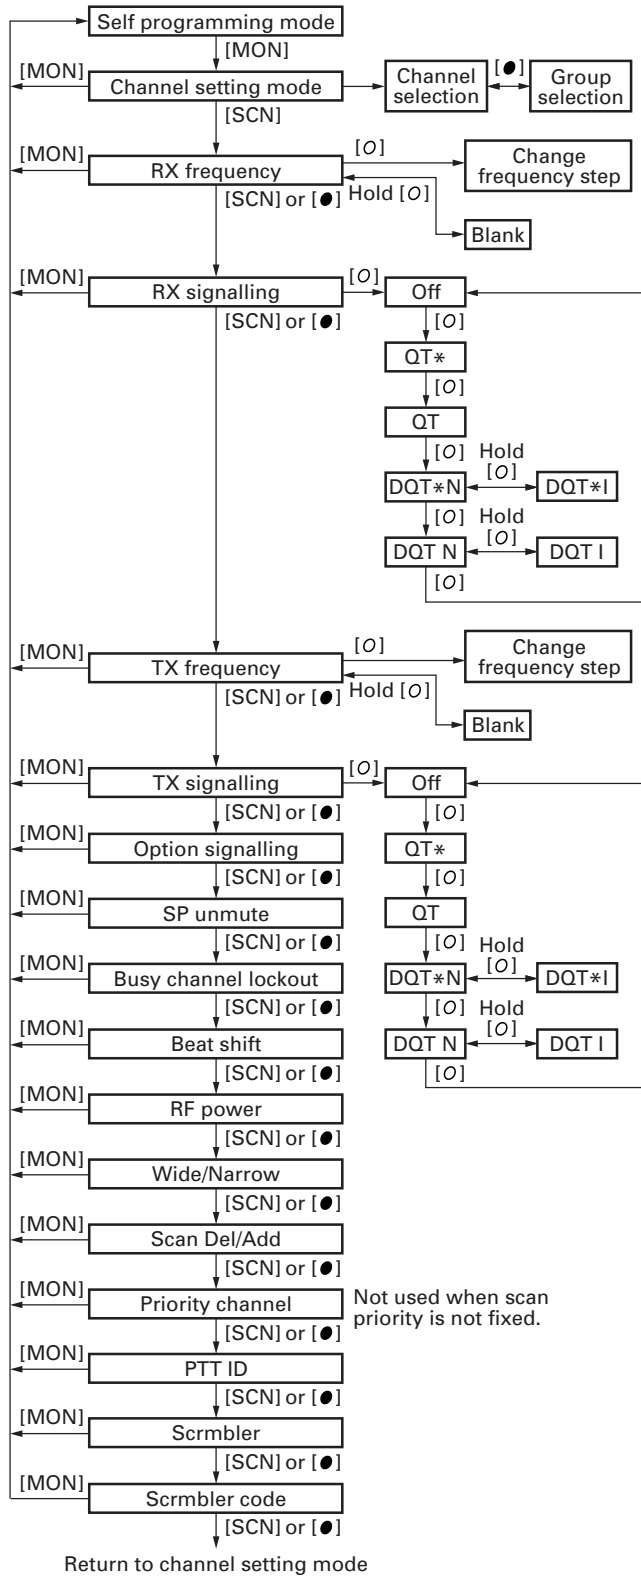 Self programming mode
[MON]
[MON]
Channel setting mode
Channel
selection
[●]
Group
selection
[SCN]
[MON]
RX frequency
[O]
Change
frequency step
[SCN] or [●]
Hold [O]
Blank
[MON]
RX signalling
[O]
Off
[SCN] or [●]
[O]
QT*
[O]
QT
[O]
Hold
[O]
DQT*N
DQT*I
[O]
Hold
[O]
DQT N
DQT I
[O]
[MON]
TX frequency
[O]
Change
frequency step
[SCN] or [●]
Hold [O]
Blank
[MON]
TX signalling
[O]
Off
[SCN] or [●]
[O]
[MON]
Option signalling
QT*
[SCN] or [●]
[O]
[MON]
SP unmute
QT
[SCN] or [●]
[O]
Hold
[O]
[MON]
Busy channel lockout
DQT*N
DQT*I
[SCN] or [●]
[O]
Hold
[O]
[MON]
Beat shift
DQT N
DQT I
[SCN] or [●]
[O]
[MON]
RF power
[SCN] or [●]
[MON]
Wide/Narrow
[SCN] or [●]
[MON]
Scan Del/Add
[SCN] or [●]
[MON]
Priority channel
Not used when scan
priority is not fixed.
[SCN] or [●]
[MON]
PTT ID
[SCN] or [●]
[MON]
Scrmbler
[SCN] or [●]
[MON]
Scrmbler code
[SCN] or [●]
Return to channel setting mode